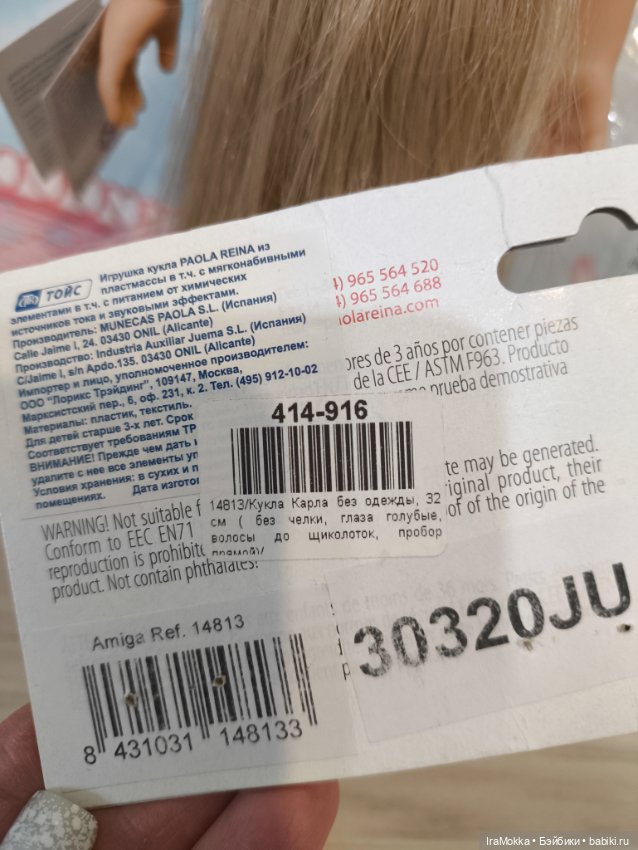 ТОЙС
Игрушка кукла PAOLA REINA из
пластмассы в т.ч. с мягконабивными
элементами в т.ч. с питанием от химических
источников тока и звуковыми эффектами.
Производитель: MUNECAS PAOLA S.L. (Испания)
Calle Jaime I, 24. 03430 ONIL (Alicante)
Производство: Industria Auxiliar Juema S.L. (Испания)
C/Jaime I, s/n Apdo.135. 03430 ONIL (Alicante)
Импортер и лицо, уполномоченное производителем:
ООО "Лорикс Трэйдинг", 109147, Москва,
Марксистский пер., 6, оф. 231, к. 2. Тел. (495) 912-10-02
Материалы: пластик, текстиль.
Для детей старше 3-х лет. Срок
Соответствует требованиям ТР
ВНИМАНИЕ! Прежде чем дать
удалите с нее все элементы
Условия хранения: в сухих и
помещениях. Дата изгото
) 965 564 520
) 965 564 688
olareina.com
ores de 3 años por contener piezas
de la CEE / ASTM F963. Producto
prueba demostrativa
414-916
14813/Кукла Карла без одежды, 32
см ( без челки, глаза голубые,
волосы до щиколоток, пробор
прямой)/
te may be generated.
iginal product, their
of of the origin of the
WARNING! Not suitable f
Conform to EEC EN71
reproduction is prohibite
product. Not contain phthalates.
Amiga Ref. 14813
8 431031 148133
30320JU
IraMokka • Бэйбики • babiki.ru